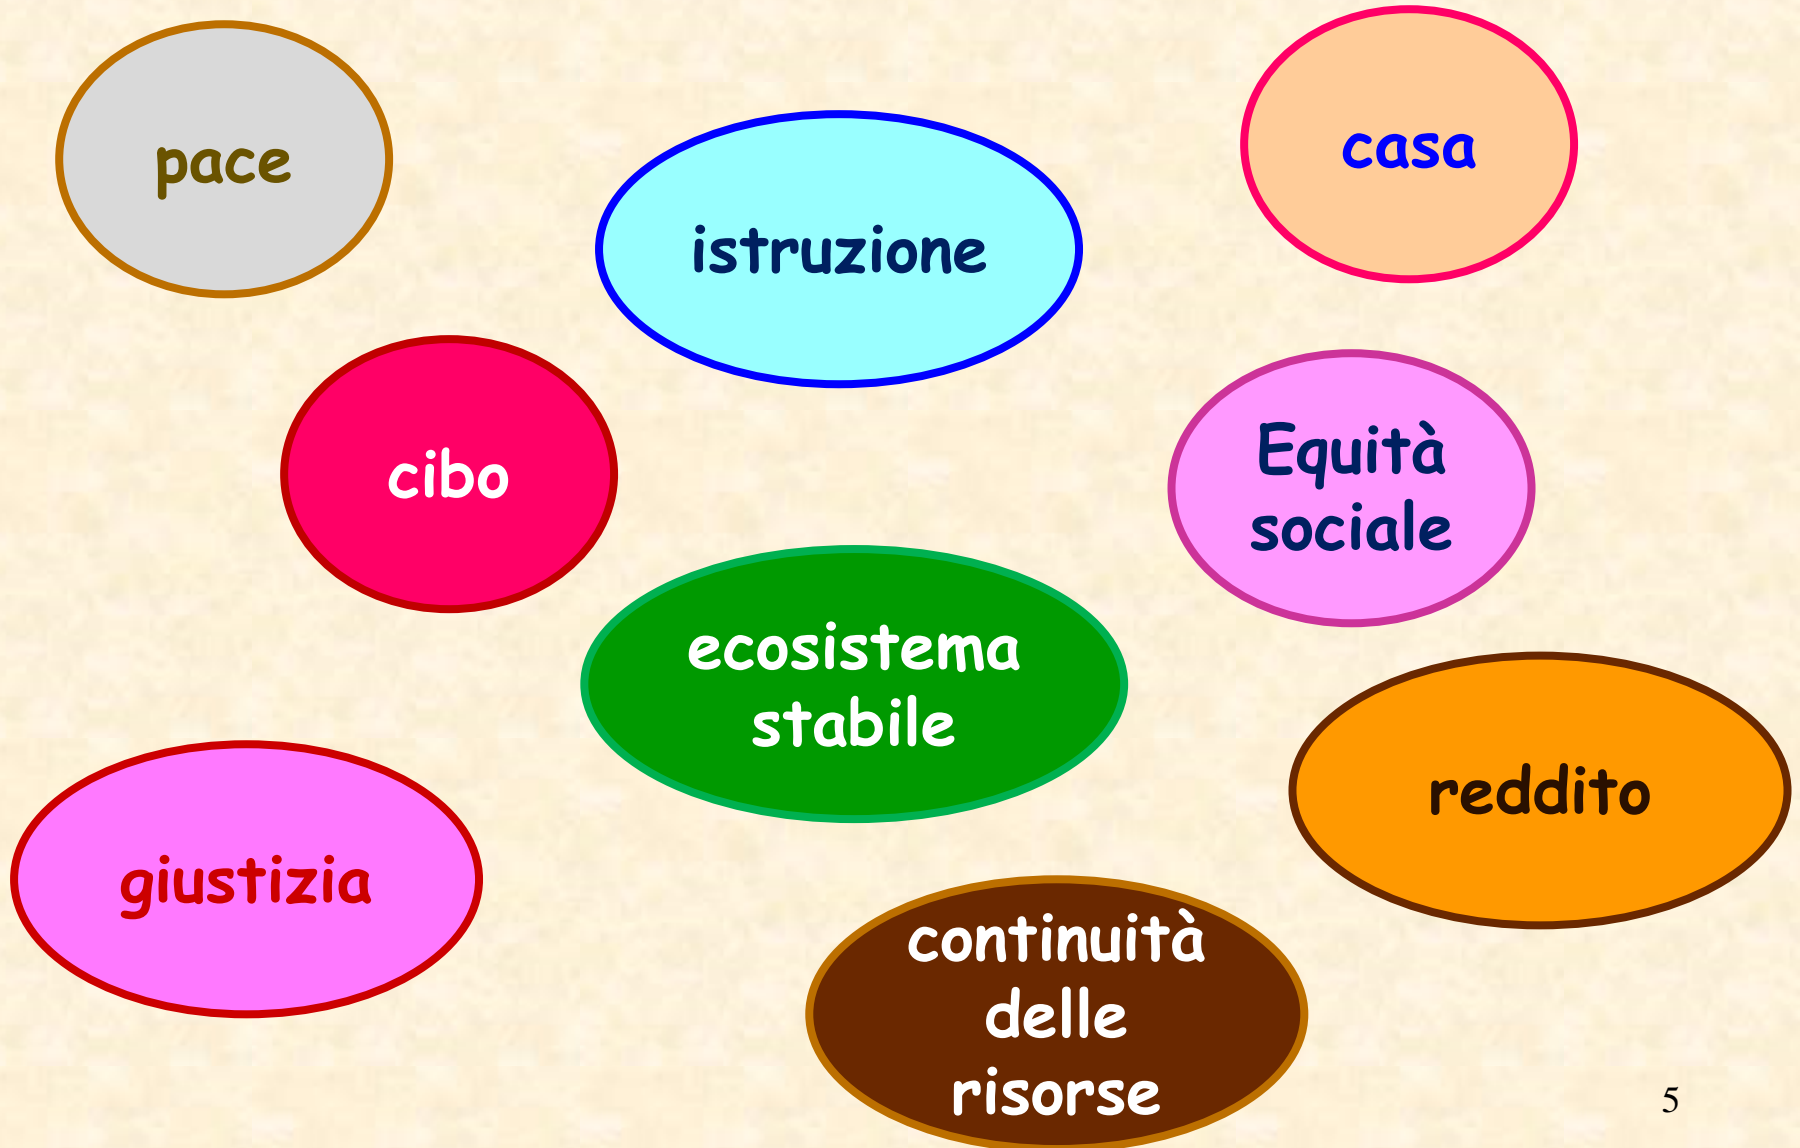 pace
casa
istruzione
cibo
Equità
sociale
ecosistema
stabile
reddito
giustizia
continuità
delle
risorse
5